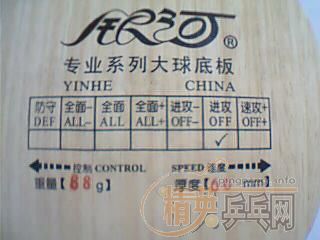 银河®
专业系列大球底板
YINHE CHINA
防守 全面- 全面 全面+ 进攻- 进攻 速攻+
DEF ALL- ALL ALL+ OFF- OFF OFF+
✓
控制 CONTROL SPEED 速度
重量【88g】 厚度【6 mm】
精英乒乓网